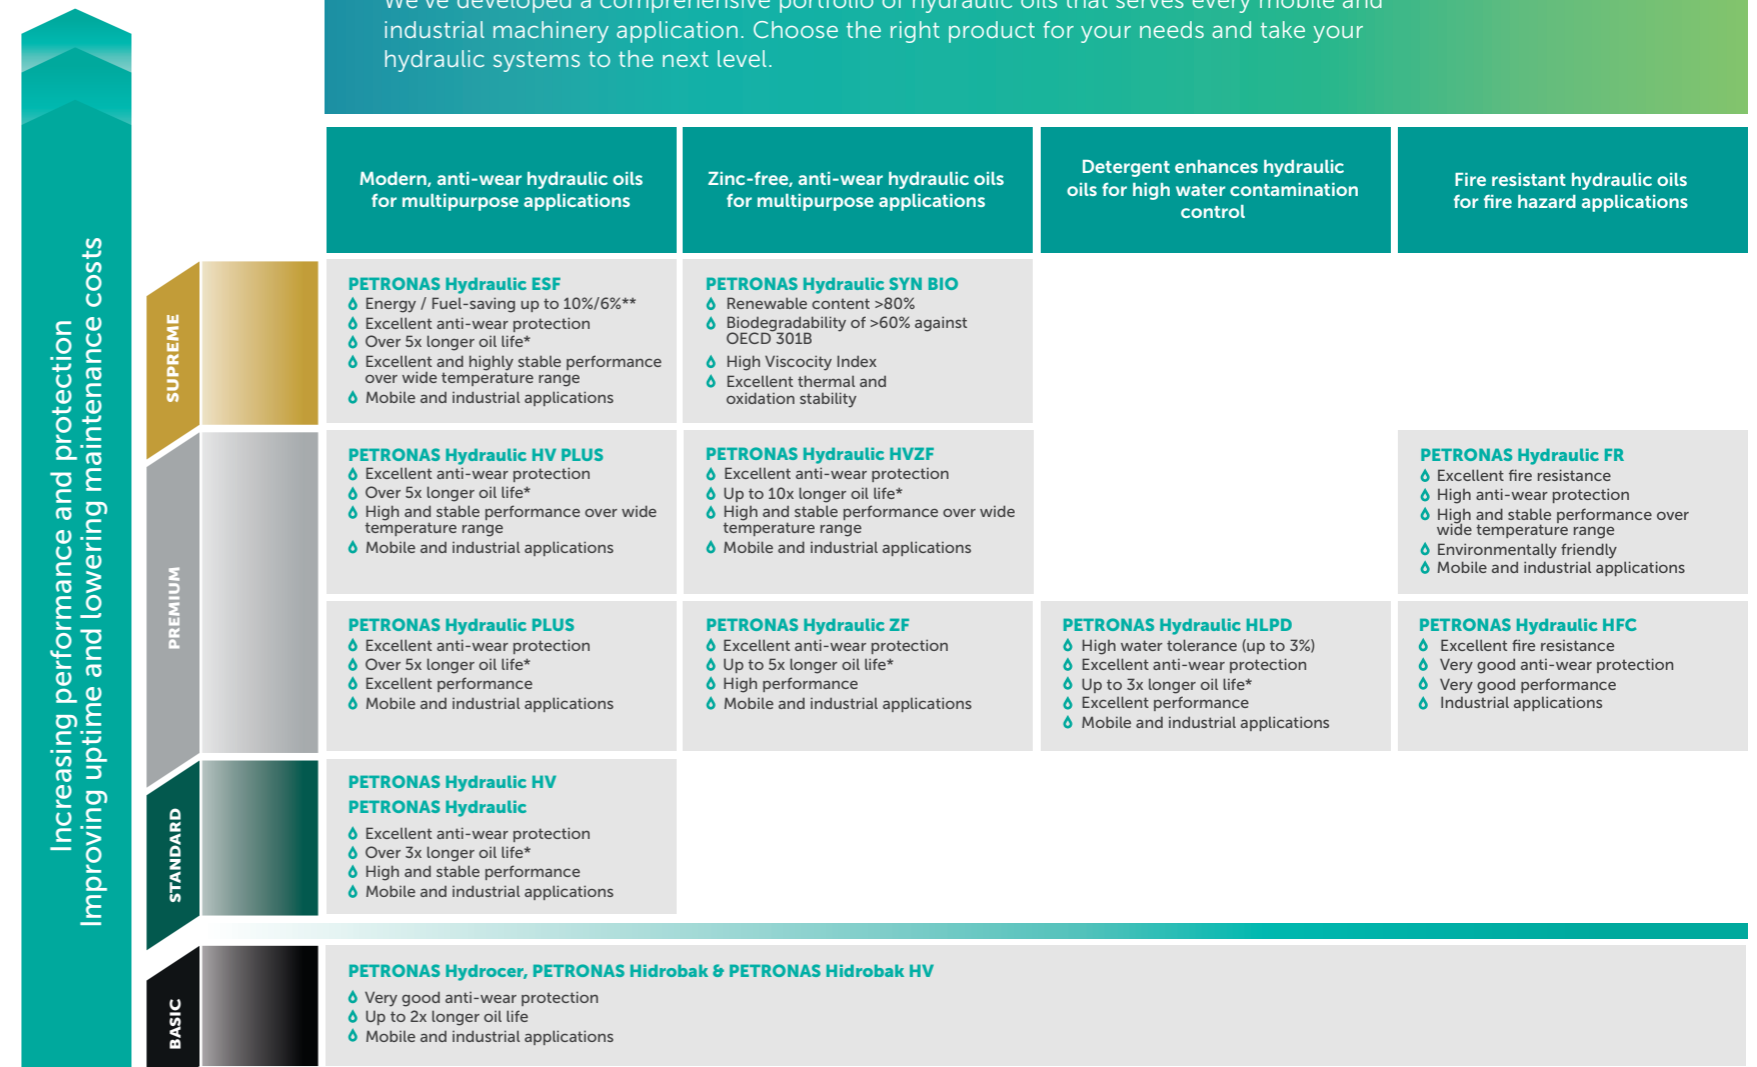 We've developed a comprehensive portfolio of hydraulic oils that serves every mobile and
industrial machinery application. Choose the right product for your needs and take your
hydraulic systems to the next level.
Increasing performance and protection
Improving uptime and lowering maintenance costs
Modern, anti-wear hydraulic oils
for multipurpose applications
Zinc-free, anti-wear hydraulic oils
for multipurpose applications
Detergent enhances hydraulic
oils for high water contamination
control
Fire resistant hydraulic oils
for fire hazard applications
SUPREME
PETRONAS Hydraulic ESF
Energy / Fuel-saving up to 10%/6%**
Excellent anti-wear protection
Over 5x longer oil life*
Excellent and highly stable performance
over wide temperature range
Mobile and industrial applications
PETRONAS Hydraulic SYN BIO
Renewable content >80%
Biodegradability of >60% against
OECD 301B
High Viscocity Index
Excellent thermal and
oxidation stability
PREMIUM
PETRONAS Hydraulic HV PLUS
Excellent anti-wear protection
Over 5x longer oil life*
High and stable performance over wide
temperature range
Mobile and industrial applications
PETRONAS Hydraulic HVZF
Excellent anti-wear protection
Up to 10x longer oil life*
High and stable performance over wide
temperature range
Mobile and industrial applications
PETRONAS Hydraulic FR
Excellent fire resistance
High anti-wear protection
High and stable performance over
wide temperature range
Environmentally friendly
Mobile and industrial applications
PETRONAS Hydraulic PLUS
Excellent anti-wear protection
Over 5x longer oil life*
Excellent performance
Mobile and industrial applications
PETRONAS Hydraulic ZF
Excellent anti-wear protection
Up to 5x longer oil life*
High performance
Mobile and industrial applications
PETRONAS Hydraulic HLPD
High water tolerance (up to 3%)
Excellent anti-wear protection
Up to 3x longer oil life*
Excellent performance
Mobile and industrial applications
PETRONAS Hydraulic HFC
Excellent fire resistance
Very good anti-wear protection
Very good performance
Industrial applications
STANDARD
PETRONAS Hydraulic HV
PETRONAS Hydraulic
Excellent anti-wear protection
Over 3x longer oil life*
High and stable performance
Mobile and industrial applications
BASIC
PETRONAS Hydrocer, PETRONAS Hidrobak & PETRONAS Hidrobak HV
Very good anti-wear protection
Up to 2x longer oil life
Mobile and industrial applications